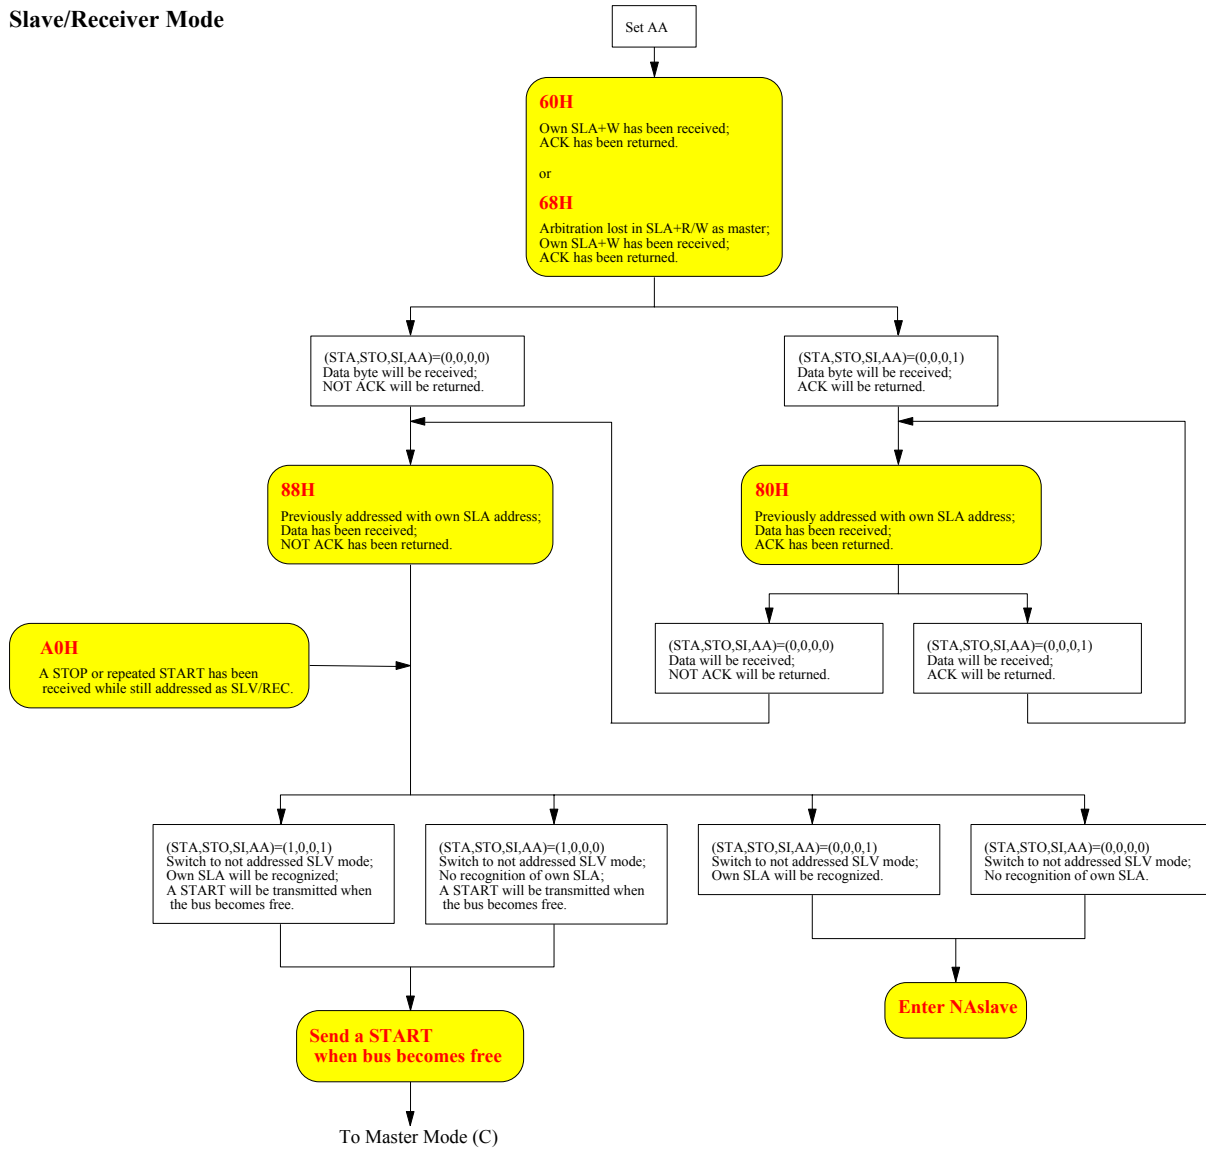 Slave/Receiver Mode
Set AA
60H
Own SLA+W has been received;
ACK has been returned.
or
68H
Arbitration lost in SLA+R/W as master;
Own SLA+W has been received;
ACK has been returned.
(STA,STO,SI,AA)=(0,0,0,0)
Data byte will be received;
NOT ACK will be returned.
(STA,STO,SI,AA)=(0,0,0,1)
Data byte will be received;
ACK will be returned.
88H
Previously addressed with own SLA address;
Data has been received;
NOT ACK has been returned.
80H
Previously addressed with own SLA address;
Data has been received;
ACK has been returned.
A0H
A STOP or repeated START has been
received while still addressed as SLV/REC.
(STA,STO,SI,AA)=(0,0,0,0)
Data will be received;
NOT ACK will be returned.
(STA,STO,SI,AA)=(0,0,0,1)
Data will be received;
ACK will be returned.
(STA,STO,SI,AA)=(1,0,0,1)
Switch to not addressed SLV mode;
Own SLA will be recognized;
A START will be transmitted when
the bus becomes free.
(STA,STO,SI,AA)=(1,0,0,0)
Switch to not addressed SLV mode;
No recognition of own SLA;
A START will be transmitted when
the bus becomes free.
(STA,STO,SI,AA)=(0,0,0,1)
Switch to not addressed SLV mode;
Own SLA will be recognized.
(STA,STO,SI,AA)=(0,0,0,0)
Switch to not addressed SLV mode;
No recognition of own SLA.
Send a START
when bus becomes free
Enter NAslave
To Master Mode (C)